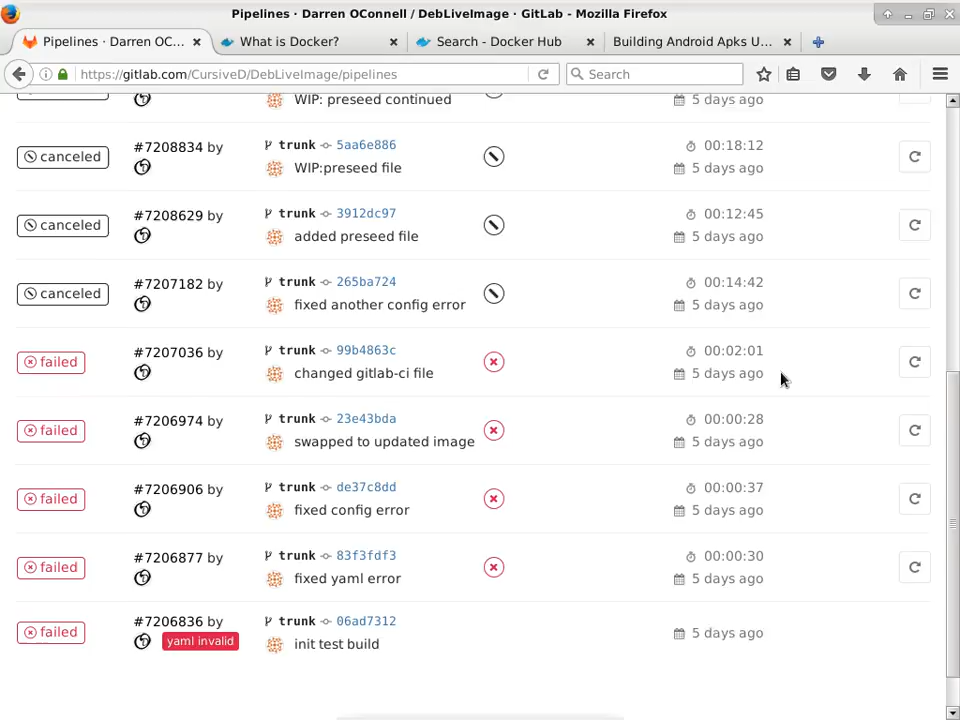 Pipelines · Darren OConnell / DebLiveImage · GitLab - Mozilla Firefox
Pipelines · Darren OC...
What is Docker?
Search - Docker Hub
Building Android Apks U...
https://gitlab.com/CursiveD/DebLiveImage/pipelines
Search
WIP: preseed continued
5 days ago
canceled
#7208834 by
trunk
5aa6e886
WIP:preseed file
00:18:12
5 days ago
canceled
#7208629 by
trunk
3912dc97
added preseed file
00:12:45
5 days ago
canceled
#7207182 by
trunk
265ba724
fixed another config error
00:14:42
5 days ago
failed
#7207036 by
trunk
99b4863c
changed gitlab-ci file
00:02:01
5 days ago
failed
#7206974 by
trunk
23e43bda
swapped to updated image
00:00:28
5 days ago
failed
#7206906 by
trunk
de37c8dd
fixed config error
00:00:37
5 days ago
failed
#7206877 by
trunk
83f3fdf3
fixed yaml error
00:00:30
5 days ago
failed
#7206836 by
yaml invalid
trunk
06ad7312
init test build
5 days ago